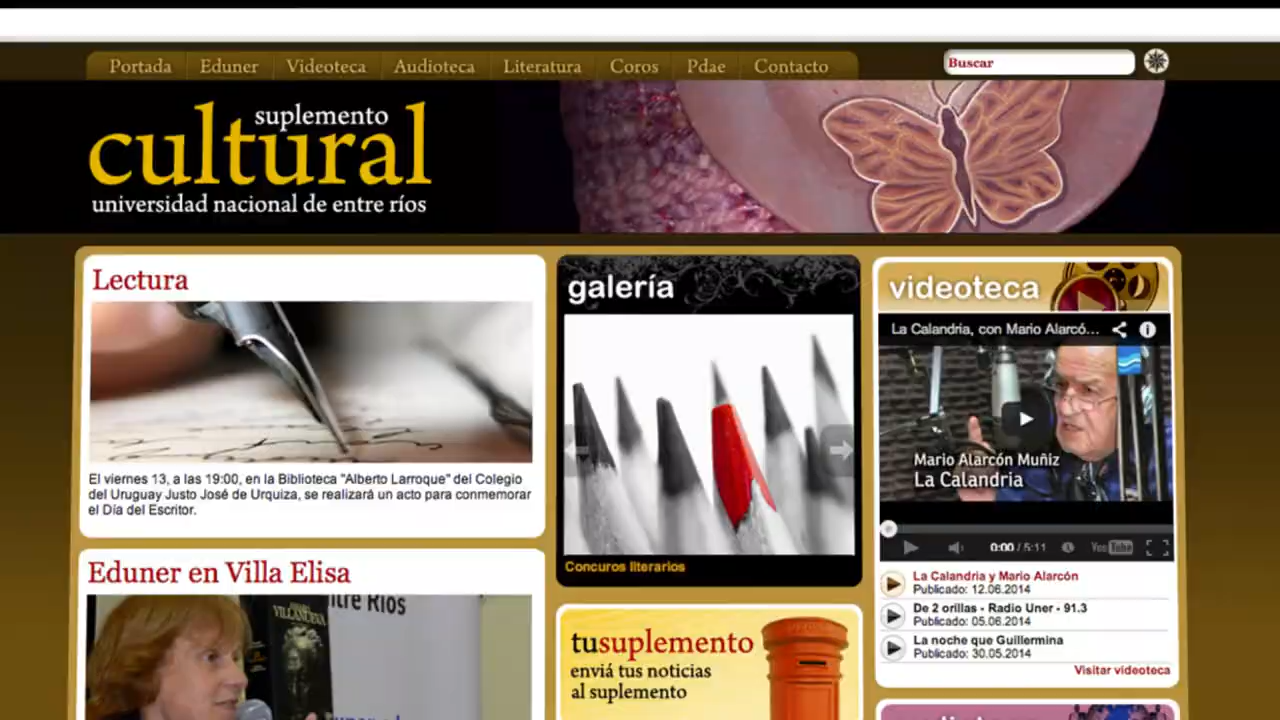 Portada Eduner Videoteca Audioteca Literatura Coros Pdae Contacto
Buscar
suplemento
cultural
universidad nacional de entre ríos
Lectura
El viernes 13, a las 19:00, en la Biblioteca "Alberto Larroque" del Colegio
del Uruguay Justo José de Urquiza, se realizará un acto para conmemorar
el Día del Escritor.
Eduner en Villa Elisa
VILLANUEVA
ntre Ríos
galería
Concuros literarios
tusuplemento
enviá tus noticias
al suplemento
videoteca
La Calandria, con Mario Alarcó...
Mario Alarcón Muñiz
La Calandria
0:00 / 5:11
YouTube
La Calandria y Mario Alarcón
Publicado: 12.06.2014
De 2 orillas - Radio Uner - 91.3
Publicado: 05.06.2014
La noche que Guillermina
Publicado: 30.05.2014
Visitar videoteca